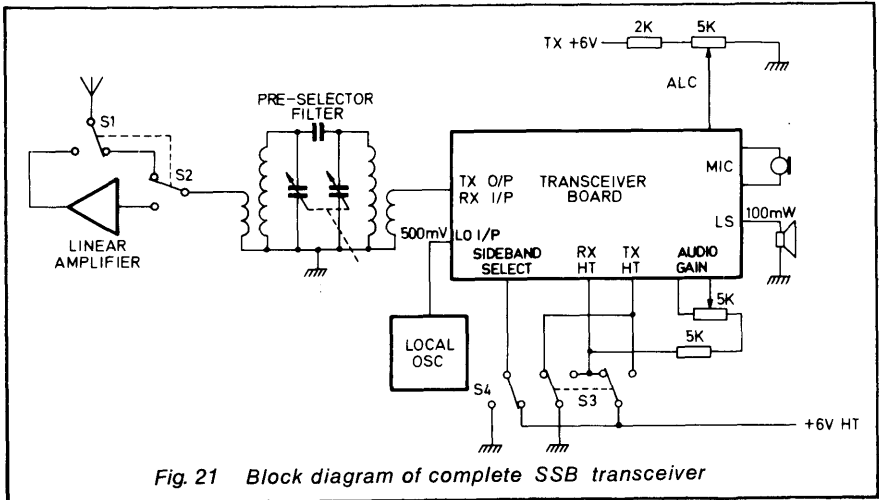 2K
5K
TX +6V
ALC
PRE-SELECTOR
FILTER
S1
S2
LINEAR
AMPLIFIER
TX O/P
RX I/P
TRANSCEIVER
BOARD
MIC
LS
100mW
500mV
LO I/P
SIDEBAND
SELECT
RX
HT
TX
HT
AUDIO
GAIN
5K
5K
LOCAL
OSC
S4
S3
+6V HT
Fig. 21 Block diagram of complete SSB transceiver